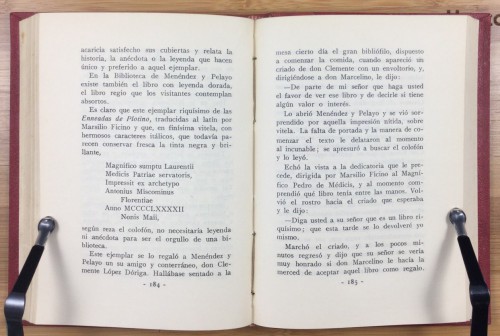 acaricia satisfecho sus cubiertas y relata la
historia, la anécdota o la leyenda que hacen
único y preferido a aquel ejemplar.
En la Biblioteca de Menéndez y Pelayo
existe también el libro con leyenda dorada,
el libro regio que los visitantes contemplan
absortos.
Es claro que este ejemplar riquísimo de las
Enneadas de Plotino, traducidas al latín por
Marsilio Ficino y que, en finísima vitela, con
hermosos caracteres itálicos, que todavía pa-
recen conservar fresca la tinta negra y bri-
llante,
Magnifico sumptu Laurentii
Medicis Patriae servatoris,
Impressit ex archetypo
Antonius Miscominus
Florentiae
Anno MCCCCLXXXXII
Nonis Maii,
según reza el colofón, no necesitaría leyenda
ni anécdota para ser el orgullo de una bi-
blioteca.
Este ejemplar se lo regaló a Menéndez y
Pelayo un su amigo y conterráneo, don Cle-
mente López Dóriga. Hallábase sentado a la
- 184 -
mesa cierto día el gran bibliófilo, dispuesto
a comenzar la comida, cuando apareció el
criado de don Clemente con un envoltorio, y,
dirigiéndose a don Marcelino, le dijo:
—De parte de mi señor que haga usted
el favor de ver ese libro y de decirle si tiene
algún valor o interés.
Lo abrió Menéndez y Pelayo y se vió sor-
prendido por aquella impresión nítida, sobre
vitela. La falta de portada y la manera de co-
menzar el texto le delataron al momento
al incunable; se apresuró a buscar el colofón
y lo leyó.
Echó la vista a la dedicatoria que le pre-
cede, dirigida por Marsilio Ficino al Magnífi-
co Pedro de Médicis, y al momento compren-
dió qué libro tenía entre las manos. Vol-
vió el rostro hacia el criado que esperaba
y le dijo:
—Diga usted a su señor que es un libro ri-
quísimo; que esta tarde se lo devolveré yo
mismo.
Marchó el criado, y a los pocos minu-
tos regresó y dijo que su señor se vería
muy honrado si don Marcelino le hacía la
merced de aceptar aquel libro como regalo.
- 185 -